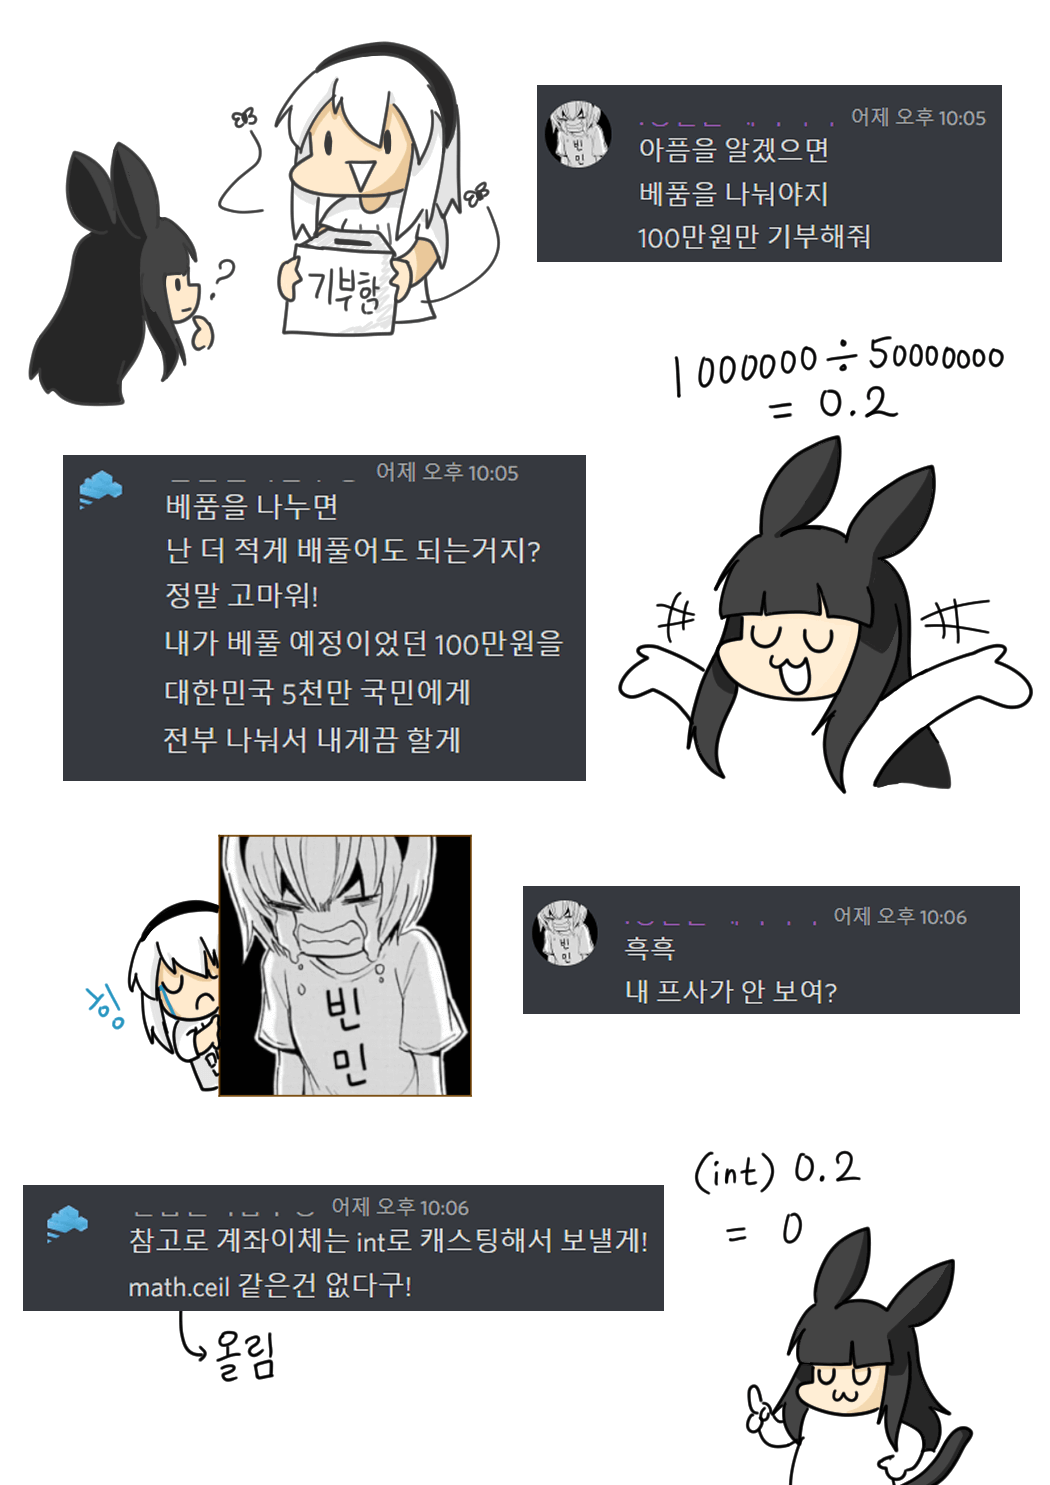 어제 오후 10:05
빈
민
아픔을 알겠으면
베품을 나눠야지
100만원만 기부해줘
기부함
?
1000000÷50000000
= 0.2
어제 오후 10:05
베품을 나누면
난 더 적게 배풀어도 되는거지?
정말 고마워!
내가 베풀 예정이었던 100만원을
대한민국 5천만 국민에게
전부 나눠서 내게끔 할게
힝
빈
민
어제 오후 10:06
빈
민
흑흑
내 프사가 안 보여?
어제 오후 10:06
참고로 계좌이체는 int로 캐스팅해서 보낼게!
math.ceil 같은건 없다구!
올림
(int) 0.2
= 0